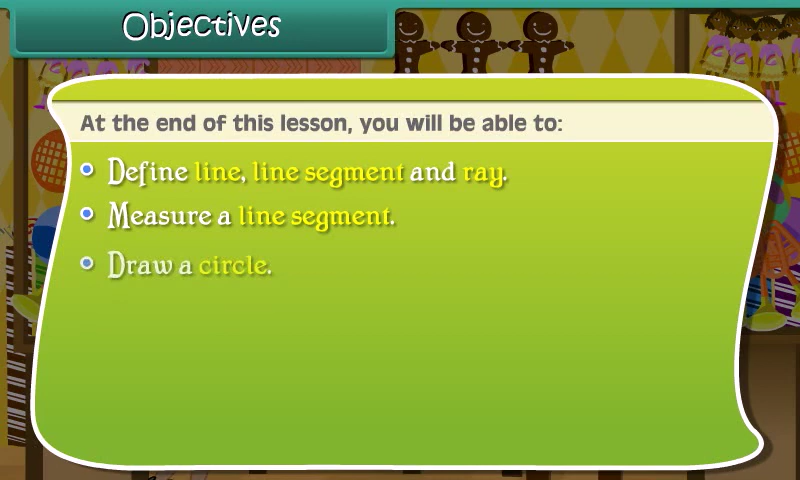 Objectives
At the end of this lesson, you will be able to:
Define line, line segment and ray.
Measure a line segment.
Draw a circle.